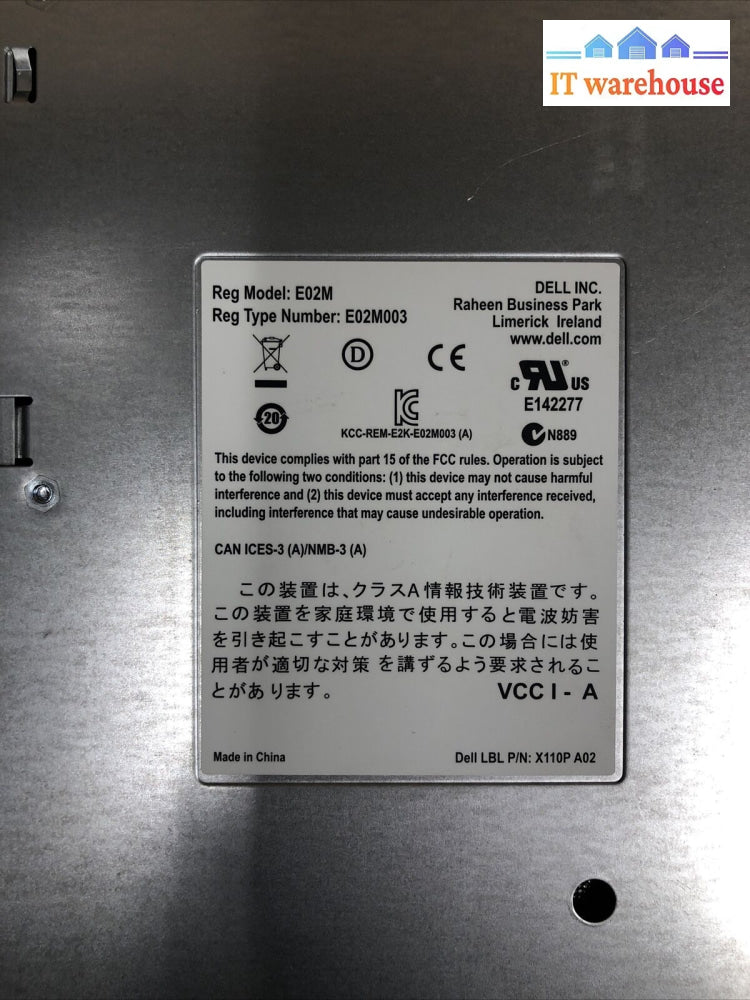 IT warehouse
Reg Model: E02M
Reg Type Number: E02M003
DELL INC.
Raheen Business Park
Limerick Ireland
www.dell.com
D
CE
C RU US
®
E142277
20
KCC-REM-E2K-E02M003 (A)
N889
This device complies with part 15 of the FCC rules. Operation is subject
to the following two conditions: (1) this device may not cause harmful
interference and (2) this device must accept any interference received,
including interference that may cause undesirable operation.
CAN ICES-3 (A)/NMB-3 (A)
この装置は、クラスA情報技術装置です。
この装置を家庭環境で使用すると電波妨害
を引き起こすことがあります。この場合には使
用者が適切な対策 を講ずるよう要求されるこ
とがあります。
VCCI - A
Made in China
Dell LBL P/N: X110P A02